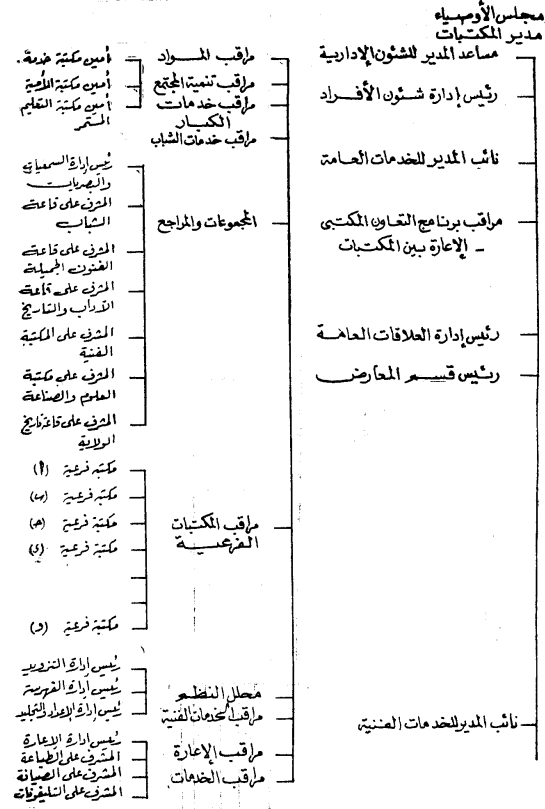 مجلس الأوصياء
مدير المكتبات
مساعد المدير للشئون الإدارية
رئيس إدارة شئون الأفراد
نائب المدير للخدمات العامة
مراقب برنامج التعاون المكتبى
- الإعارة بين المكتبات
رئيس إدارة العلاقات العامة
رئيس قسم المعارض
نائب المدير للخدمات الفنية
مراقب المواد
مراقب تنمية المجتمع
مراقب خدمات
الكبار
مراقب خدمات الشباب
المجموعات والمراجع
مراقب المكتبات
الفرعية
محلل النظم
مراقب الخدمات الفنية
مراقب الإعارة
مراقب الخدمات
أمين مكتبة خدمة.
أمين مكتبة الأمية
أمين مكتبة التعليم
المستمر
رئيس إدارة السمعيات
والبصريات
المشرف على قاعة
الشباب
المشرف على قاعة
الفنون الجميلة
المشرف على قاعة
الآداب والتاريخ
المشرف على المكتبة
الفنية
المشرف على مكتبة
العلوم والصناعة
المشرف على قاعة تاريخ
الولاية
مكتبة فرعية (أ)
مكتبة فرعية (ب)
مكتبة فرعية (ج)
مكتبة فرعية (د)
مكتبة فرعية (و)
رئيس إدارة التزويد
رئيس إدارة الفهرسة
رئيس إدارة الإعداد والتجليد
رئيس إدارة الإعارة
المشرف على الطباعة
المشرف على الصيانة
المشرف على التليفونات